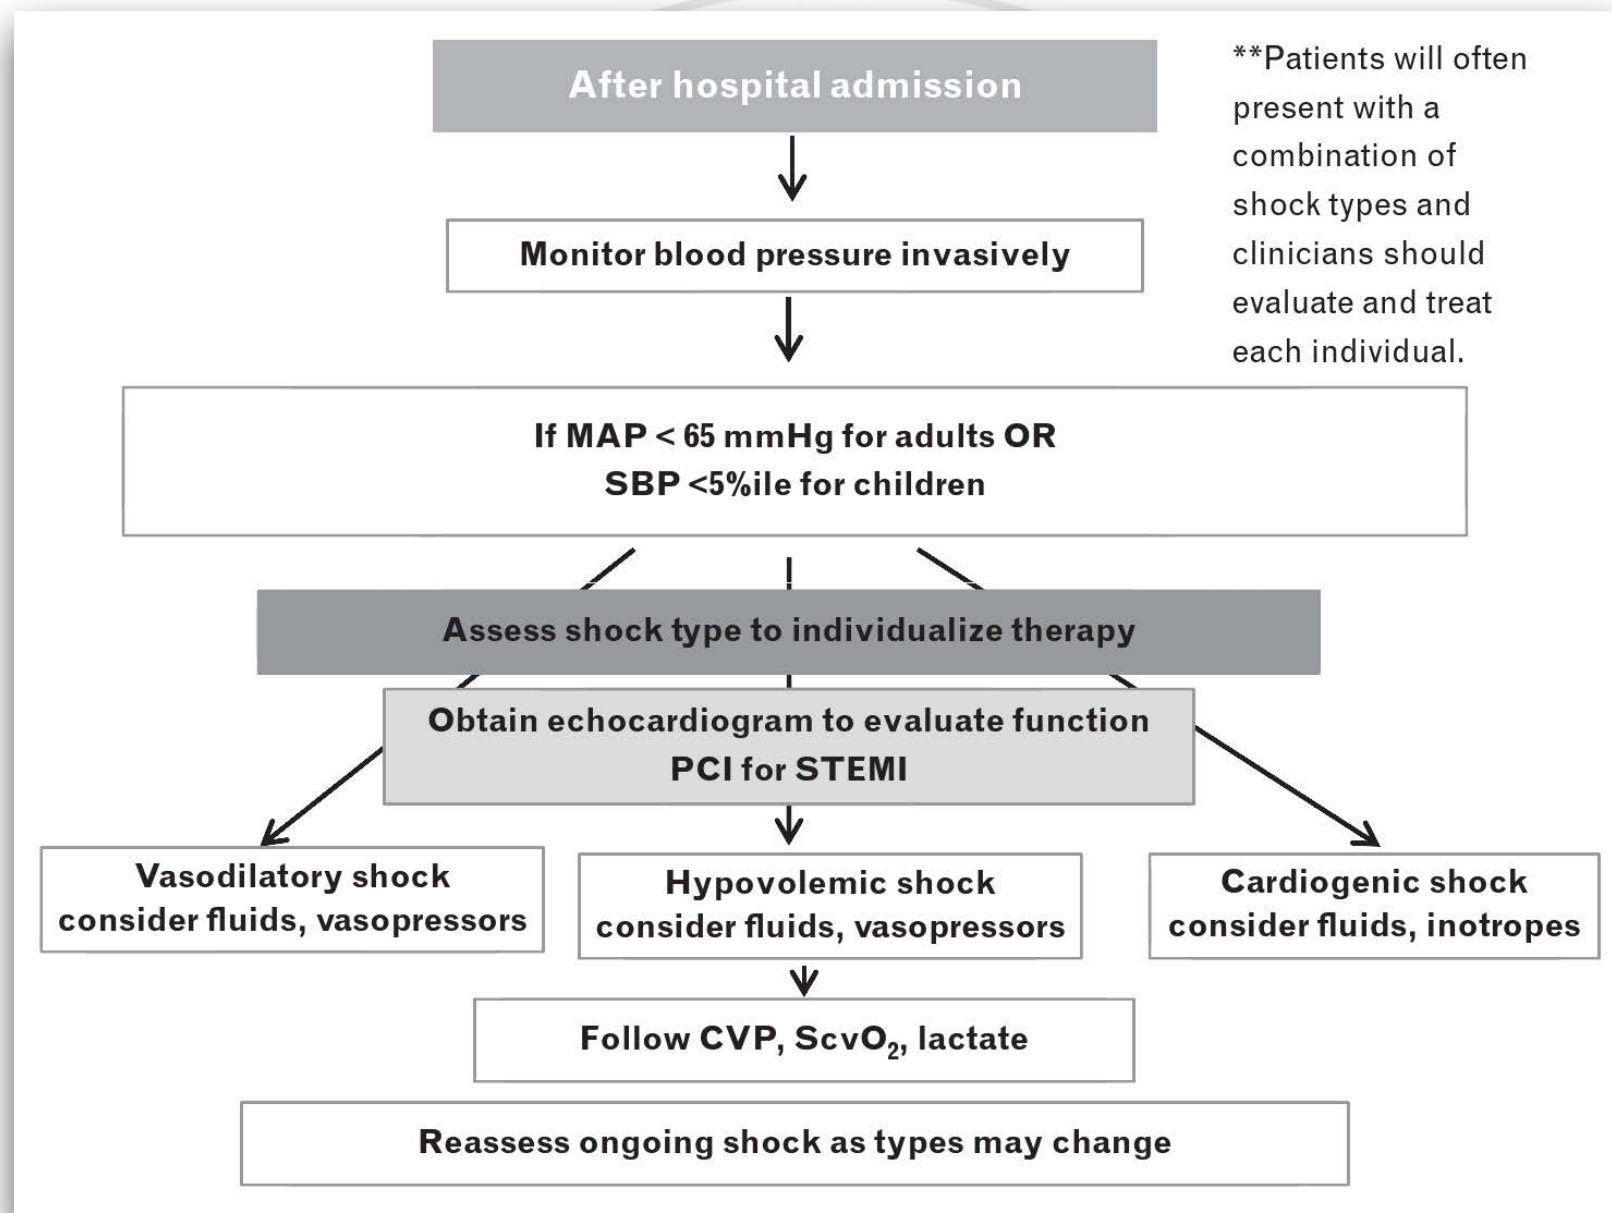 After hospital admission
**Patients will often
present with a
combination of
shock types and
clinicians should
evaluate and treat
each individual.
Monitor blood pressure invasively
If MAP < 65 mmHg for adults OR
SBP <5%ile for children
Assess shock type to individualize therapy
Obtain echocardiogram to evaluate function
PCI for STEMI
Vasodilatory shock
consider fluids, vasopressors
Hypovolemic shock
consider fluids, vasopressors
Cardiogenic shock
consider fluids, inotropes
Follow CVP, ScvO₂, lactate
Reassess ongoing shock as types may change